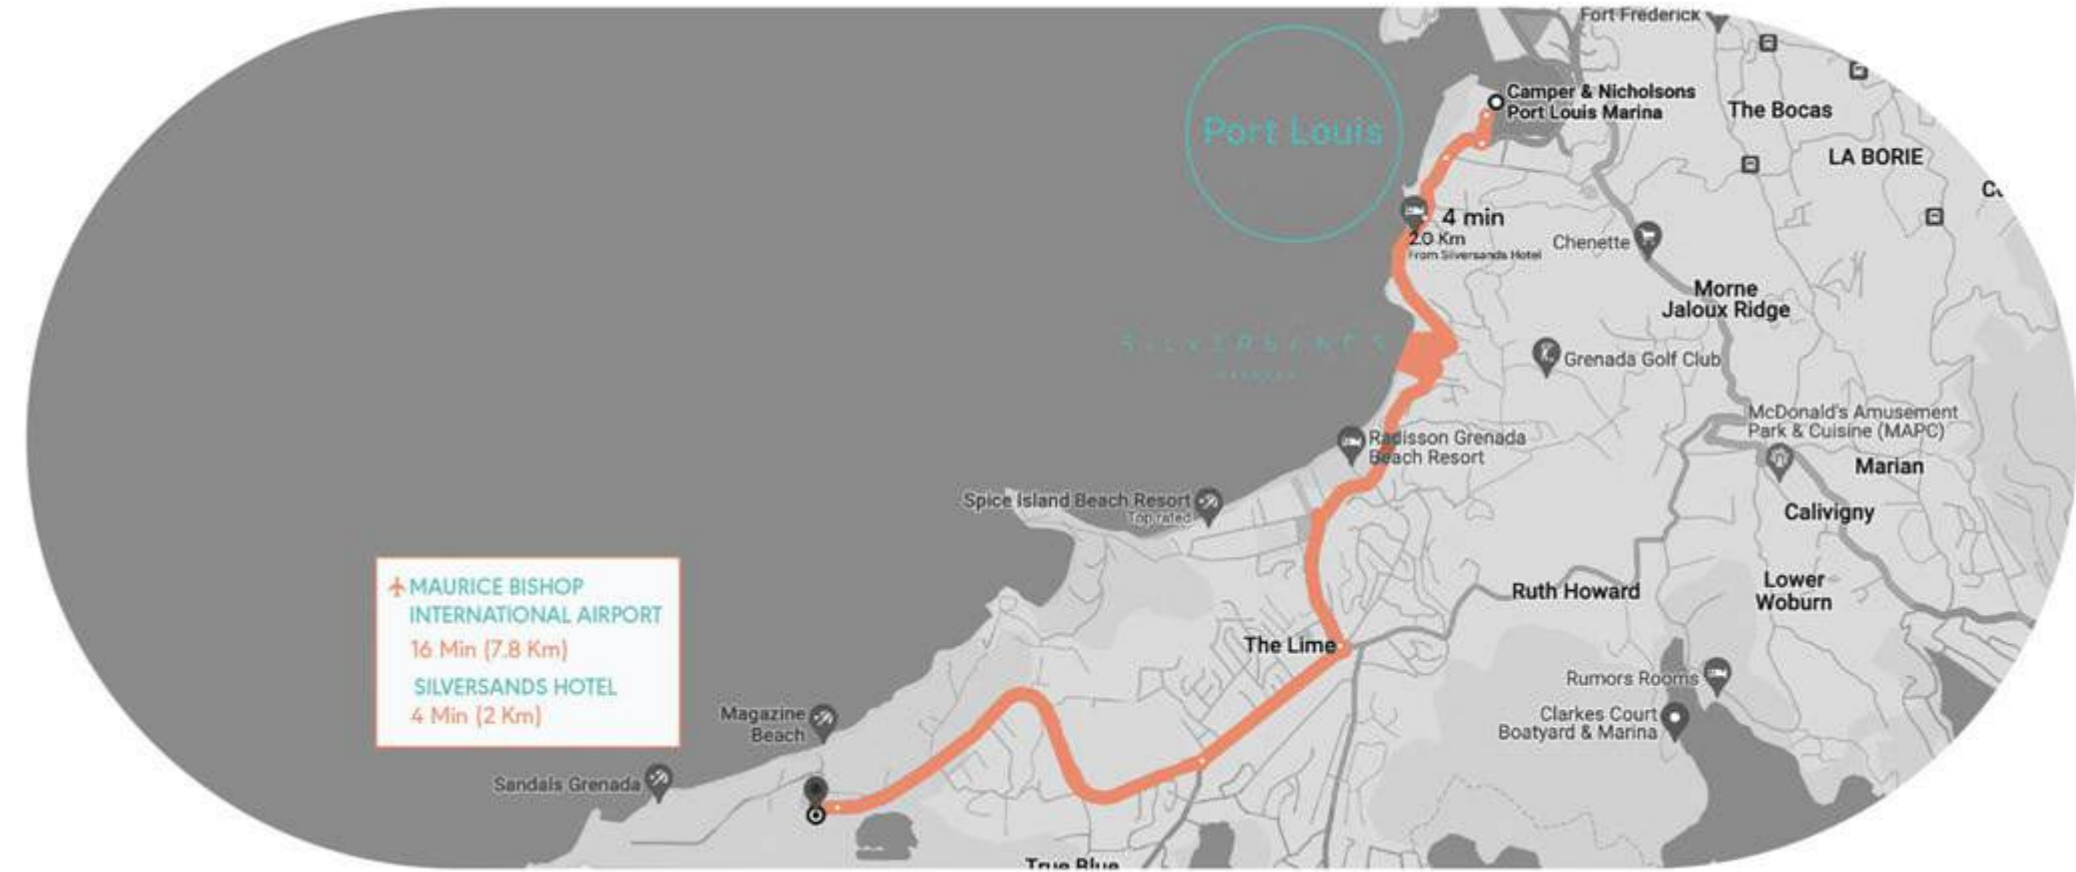 Fort Frederick
Camper & Nicholsons
Port Louis Marina
The Bocas
Port Louis
LA BORIE
4 min
2.0 Km
From Silversands Hotel
Chenette
Morne
Jaloux Ridge
SILVERSANDS
Grenada Golf Club
McDonald's Amusement
Park & Cuisine (MAPC)
Radisson Grenada
Beach Resort
Marian
Spice Island Beach Resort
Top rated
Calivigny
MAURICE BISHOP
INTERNATIONAL AIRPORT
16 Min (7.8 Km)
SILVERSANDS HOTEL
4 Min (2 Km)
Ruth Howard
Lower
Woburn
The Lime
Rumors Rooms
Magazine
Beach
Clarkes Court
Boatyard & Marina
Sandals Grenada
True Blue